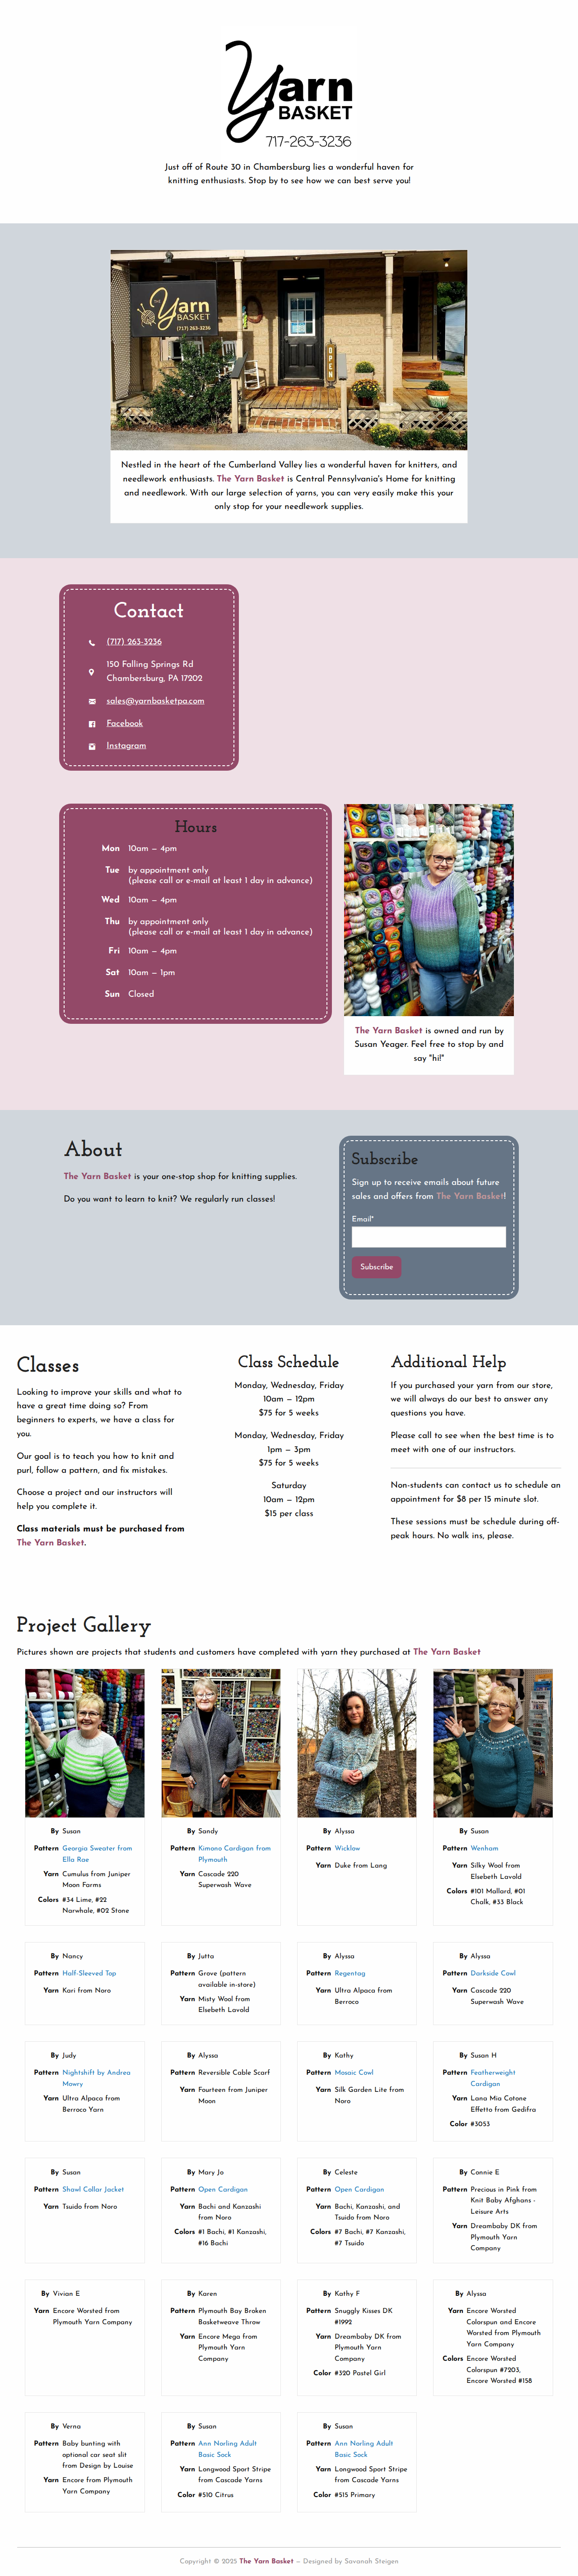 Yarn
BASKET
717-263-3236
Just off of Route 30 in Chambersburg lies a wonderful haven for
knitting enthusiasts. Stop by to see how we can best serve you!
THE
Yarn
BASKET
(717) 263-3236
OPEN
Nestled in the heart of the Cumberland Valley lies a wonderful haven for knitters, and
needlework enthusiasts. The Yarn Basket is Central Pennsylvania's Home for knitting
and needlework. With our large selection of yarns, you can very easily make this your
only stop for your needlework supplies.
Contact
(717) 263-3236
150 Falling Springs Rd
Chambersburg, PA 17202
sales@yarnbasketpa.com
Facebook
Instagram
Hours
Mon 10am – 4pm
Tue by appointment only
(please call or e-mail at least 1 day in advance)
Wed 10am – 4pm
Thu by appointment only
(please call or e-mail at least 1 day in advance)
Fri 10am – 4pm
Sat 10am – 1pm
Sun Closed
The Yarn Basket is owned and run by
Susan Yeager. Feel free to stop by and
say "hi!"
About
The Yarn Basket is your one-stop shop for knitting supplies.
Do you want to learn to knit? We regularly run classes!
Subscribe
Sign up to receive emails about future
sales and offers from The Yarn Basket!
Email*
Subscribe
Classes
Looking to improve your skills and what to
have a great time doing so? From
beginners to experts, we have a class for
you.
Our goal is to teach you how to knit and
purl, follow a pattern, and fix mistakes.
Choose a project and our instructors will
help you complete it.
Class materials must be purchased from
The Yarn Basket.
Class Schedule
Monday, Wednesday, Friday
10am – 12pm
$75 for 5 weeks
Monday, Wednesday, Friday
1pm – 3pm
$75 for 5 weeks
Saturday
10am – 12pm
$15 per class
Additional Help
If you purchased your yarn from our store,
we will always do our best to answer any
questions you have.
Please call to see when the best time is to
meet with one of our instructors.
Non-students can contact us to schedule an
appointment for $8 per 15 minute slot.
These sessions must be schedule during off-
peak hours. No walk ins, please.
Project Gallery
Pictures shown are projects that students and customers have completed with yarn they purchased at The Yarn Basket
By Susan
Pattern Georgia Sweater from
Ella Rae
Yarn Cumulus from Juniper
Moon Farms
Colors #34 Lime, #22
Narwhale, #02 Stone
By Sandy
Pattern Kimono Cardigan from
Plymouth
Yarn Cascade 220
Superwash Wave
By Alyssa
Pattern Wicklow
Yarn Duke from Lang
By Susan
Pattern Wenham
Yarn Silky Wool from
Elsebeth Lavold
Colors #101 Mallard, #01
Chalk, #33 Black
By Nancy
Pattern Half-Sleeved Top
Yarn Kari from Noro
By Jutta
Pattern Grove (pattern
available in-store)
Yarn Misty Wool from
Elsebeth Lavold
By Alyssa
Pattern Regentag
Yarn Ultra Alpaca from
Berroco
By Alyssa
Pattern Darkside Cowl
Yarn Cascade 220
Superwash Wave
By Judy
Pattern Nightshift by Andrea
Mowry
Yarn Ultra Alpaca from
Berroco Yarn
By Alyssa
Pattern Reversible Cable Scarf
Yarn Fourteen from Juniper
Moon
By Kathy
Pattern Mosaic Cowl
Yarn Silk Garden Lite from
Noro
By Susan H
Pattern Featherweight
Cardigan
Yarn Lana Mia Cotone
Effetto from Gedifra
Color #3053
By Susan
Pattern Shawl Collar Jacket
Yarn Tsuido from Noro
By Mary Jo
Pattern Open Cardigan
Yarn Bachi and Kanzashi
from Noro
Colors #1 Bachi, #1 Kanzashi,
#16 Bachi
By Celeste
Pattern Open Cardigan
Yarn Bachi, Kanzashi, and
Tsuido from Noro
Colors #7 Bachi, #7 Kanzashi,
#7 Tsuido
By Connie E
Pattern Precious in Pink from
Knit Baby Afghans -
Leisure Arts
Yarn Dreambaby DK from
Plymouth Yarn
Company
By Vivian E
Yarn Encore Worsted from
Plymouth Yarn Company
By Karen
Pattern Plymouth Bay Broken
Basketweave Throw
Yarn Encore Mega from
Plymouth Yarn
Company
By Kathy F
Pattern Snuggly Kisses DK
#1992
Yarn Dreambaby DK from
Plymouth Yarn
Company
Color #320 Pastel Girl
By Alyssa
Yarn Encore Worsted
Colorspun and Encore
Worsted from Plymouth
Yarn Company
Colors Encore Worsted
Colorspun #7203,
Encore Worsted #158
By Verna
Pattern Baby bunting with
optional car seat slit
from Design by Louise
Yarn Encore from Plymouth
Yarn Company
By Susan
Pattern Ann Norling Adult
Basic Sock
Yarn Longwood Sport Stripe
from Cascade Yarns
Color #510 Citrus
By Susan
Pattern Ann Norling Adult
Basic Sock
Yarn Longwood Sport Stripe
from Cascade Yarns
Color #515 Primary
Copyright © 2025 The Yarn Basket – Designed by Savanah Steigen